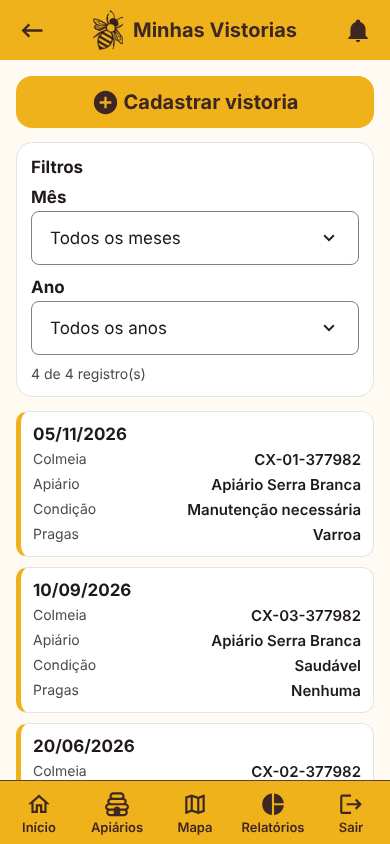 Minhas Vistorias
Cadastrar vistoria
Filtros
Mês
Todos os meses
Ano
Todos os anos
4 de 4 registro(s)
05/11/2026
Colmeia CX-01-377982
Apiário Apiário Serra Branca
Condição Manutenção necessária
Pragas Varroa
10/09/2026
Colmeia CX-03-377982
Apiário Apiário Serra Branca
Condição Saudável
Pragas Nenhuma
20/06/2026
Colmeia CX-02-377982
Início Apiários Mapa Relatórios Sair